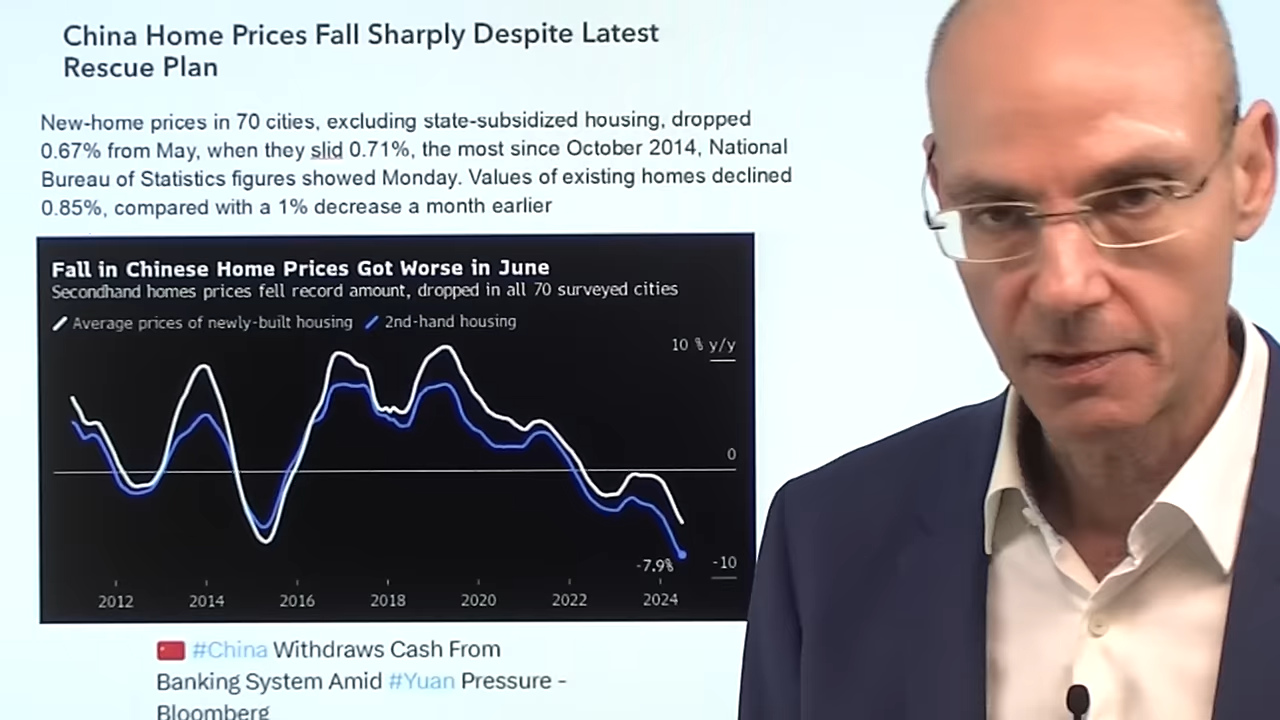 China Home Prices Fall Sharply Despite Latest
Rescue Plan
New-home prices in 70 cities, excluding state-subsidized housing, dropped
0.67% from May, when they slid 0.71%, the most since October 2014, National
Bureau of Statistics figures showed Monday. Values of existing homes declined
0.85%, compared with a 1% decrease a month earlier
Fall in Chinese Home Prices Got Worse in June
Secondhand homes prices fell record amount, dropped in all 70 surveyed cities
Average prices of newly-built housing 2nd-hand housing
10 % y/y
0
-7.9%
-10
2012 2014 2016 2018 2020 2022 2024
#China Withdraws Cash From
Banking System Amid #Yuan Pressure -
Bloomberg